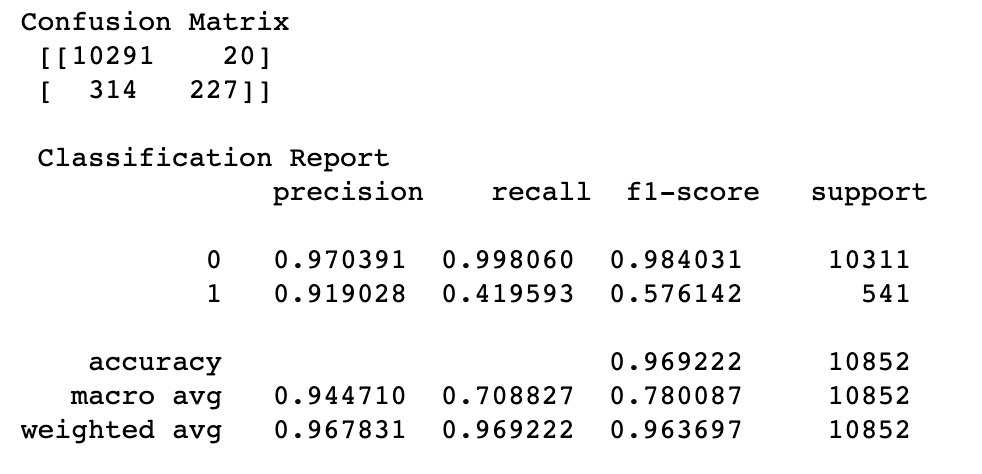 Confusion Matrix
[[10291 20]
[ 314 227]]
Classification Report
precision recall f1-score support
0 0.970391 0.998060 0.984031 10311
1 0.919028 0.419593 0.576142 541
accuracy 0.969222 10852
macro avg 0.944710 0.708827 0.780087 10852
weighted avg 0.967831 0.969222 0.963697 10852